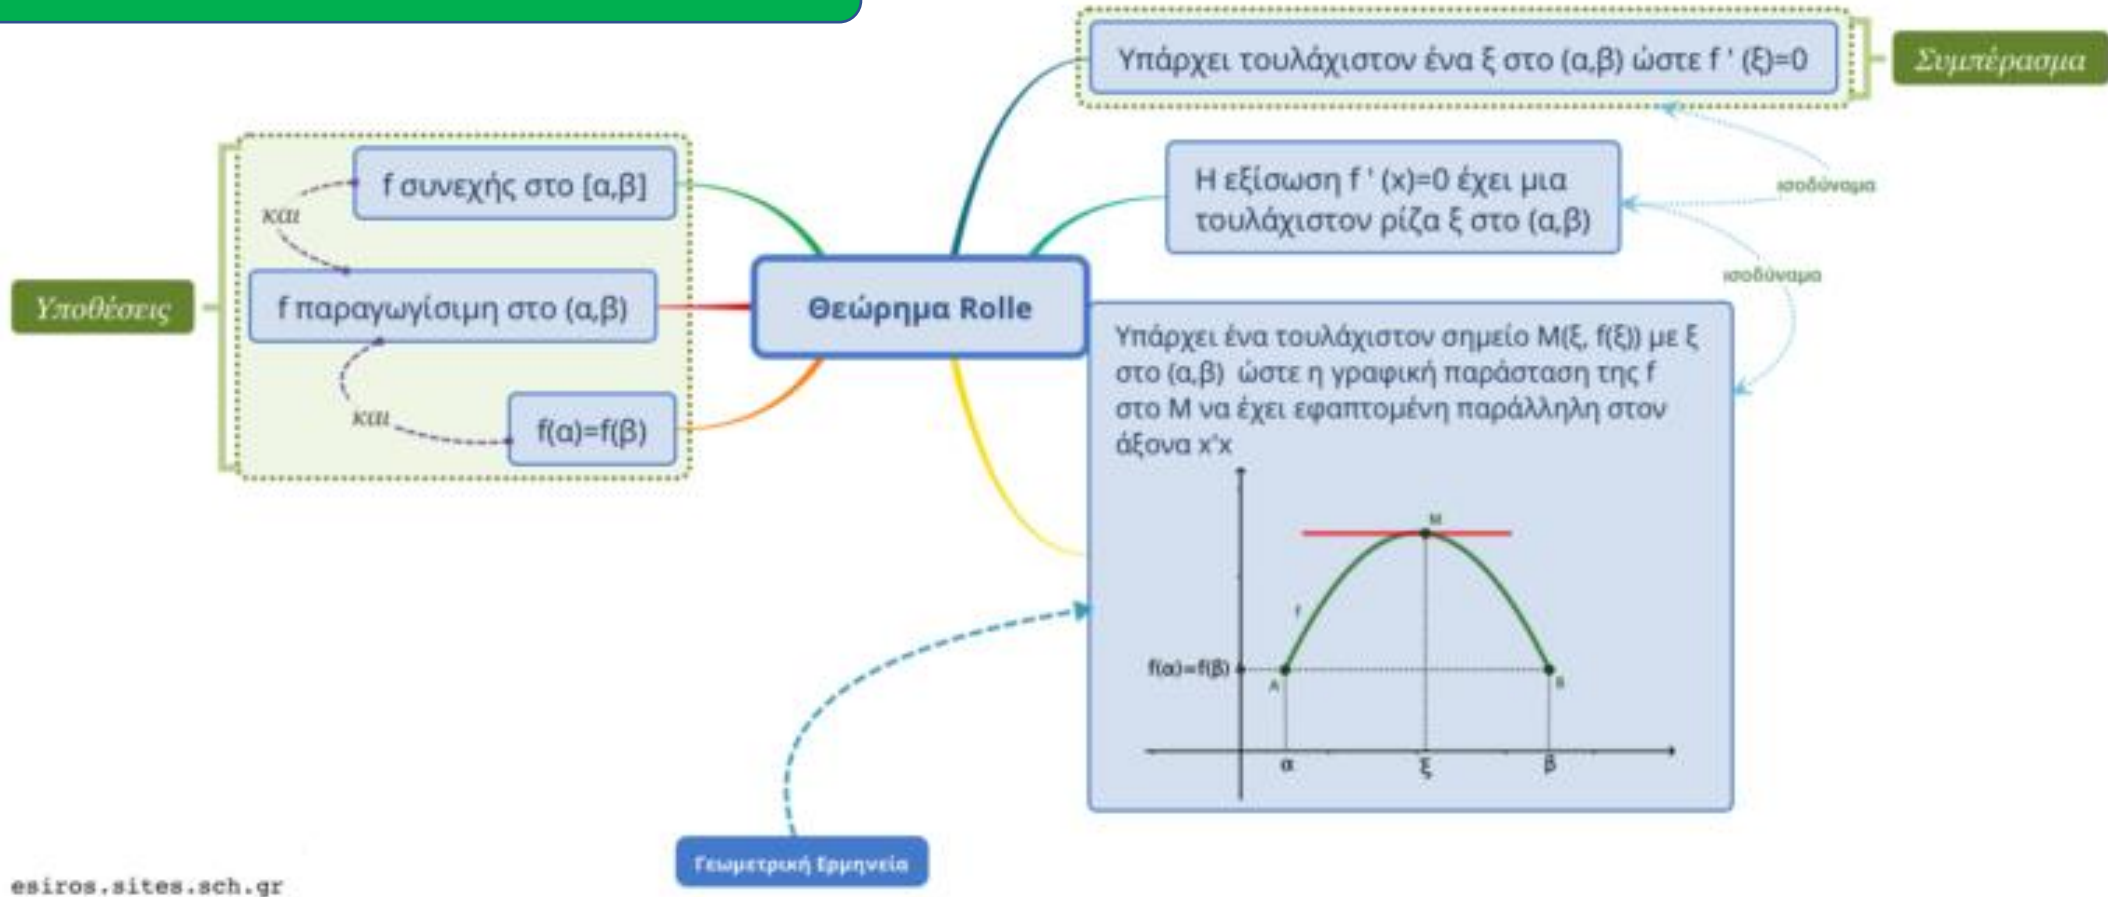 Υπάρχει τουλάχιστον ένα ξ στο (α,β) ώστε f ' (ξ)=0
Συμπέρασμα
Η εξίσωση f ' (x)=0 έχει μια
τουλάχιστον ρίζα ξ στο (α,β)
ισοδύναμα
ισοδύναμα
f συνεχής στο [α,β]
και
Υποθέσεις
f παραγωγίσιμη στο (α,β)
και
f(α)=f(β)
Θεώρημα Rolle
Υπάρχει ένα τουλάχιστον σημείο Μ(ξ, f(ξ)) με ξ
στο (α,β) ώστε η γραφική παράσταση της f
στο Μ να έχει εφαπτομένη παράλληλη στον
άξονα x'x
M
f
f(α)=f(β)
A
B
α
ξ
β
Γεωμετρική Ερμηνεία
esiros.sites.sch.gr